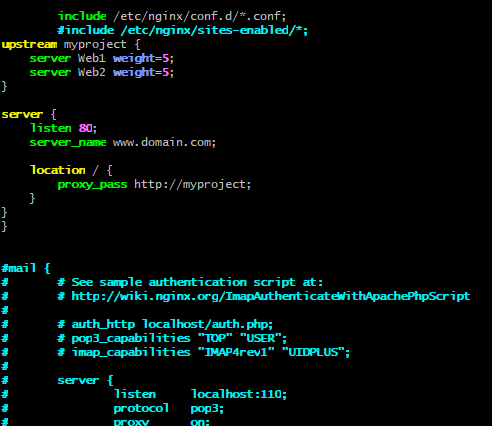 include /etc/nginx/conf.d/*.conf;
#include /etc/nginx/sites-enabled/*;
upstream myproject {
server Web1 weight=5;
server Web2 weight=5;
}
server {
listen 80;
server_name www.domain.com;
location / {
proxy_pass http://myproject;
}
}
}
#mail {
# # See sample authentication script at:
# # http://wiki.nginx.org/ImapAuthenticateWithApachePhpScript
#
# # auth_http localhost/auth.php;
# # pop3_capabilities "TOP" "USER";
# # imap_capabilities "IMAP4rev1" "UIDPLUS";
#
# server {
# listen localhost:110;
# protocol pop3;
# proxy on;